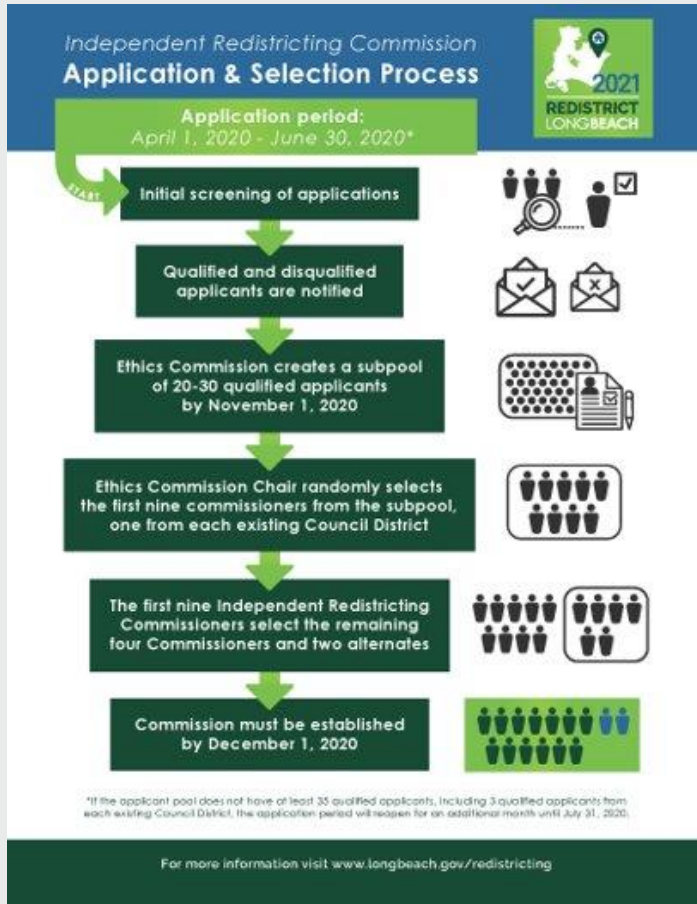 Independent Redistricting Commission
Application & Selection Process
2021
REDISTRICT
LONGBEACH
Application period:
April 1, 2020 - June 30, 2020*
START
Initial screening of applications
Qualified and disqualified
applicants are notified
Ethics Commission creates a subpool
of 20-30 qualified applicants
by November 1, 2020
Ethics Commission Chair randomly selects
the first nine commissioners from the subpool,
one from each existing Council District
The first nine Independent Redistricting
Commissioners select the remaining
four Commissioners and two alternates
Commission must be established
by December 1, 2020
*If the applicant pool does not have at least 35 qualified applicants, including 3 qualified applicants from
each existing Council District, the application period will reopen for an additional month until July 31, 2020.
For more information visit www.longbeach.gov/redistricting